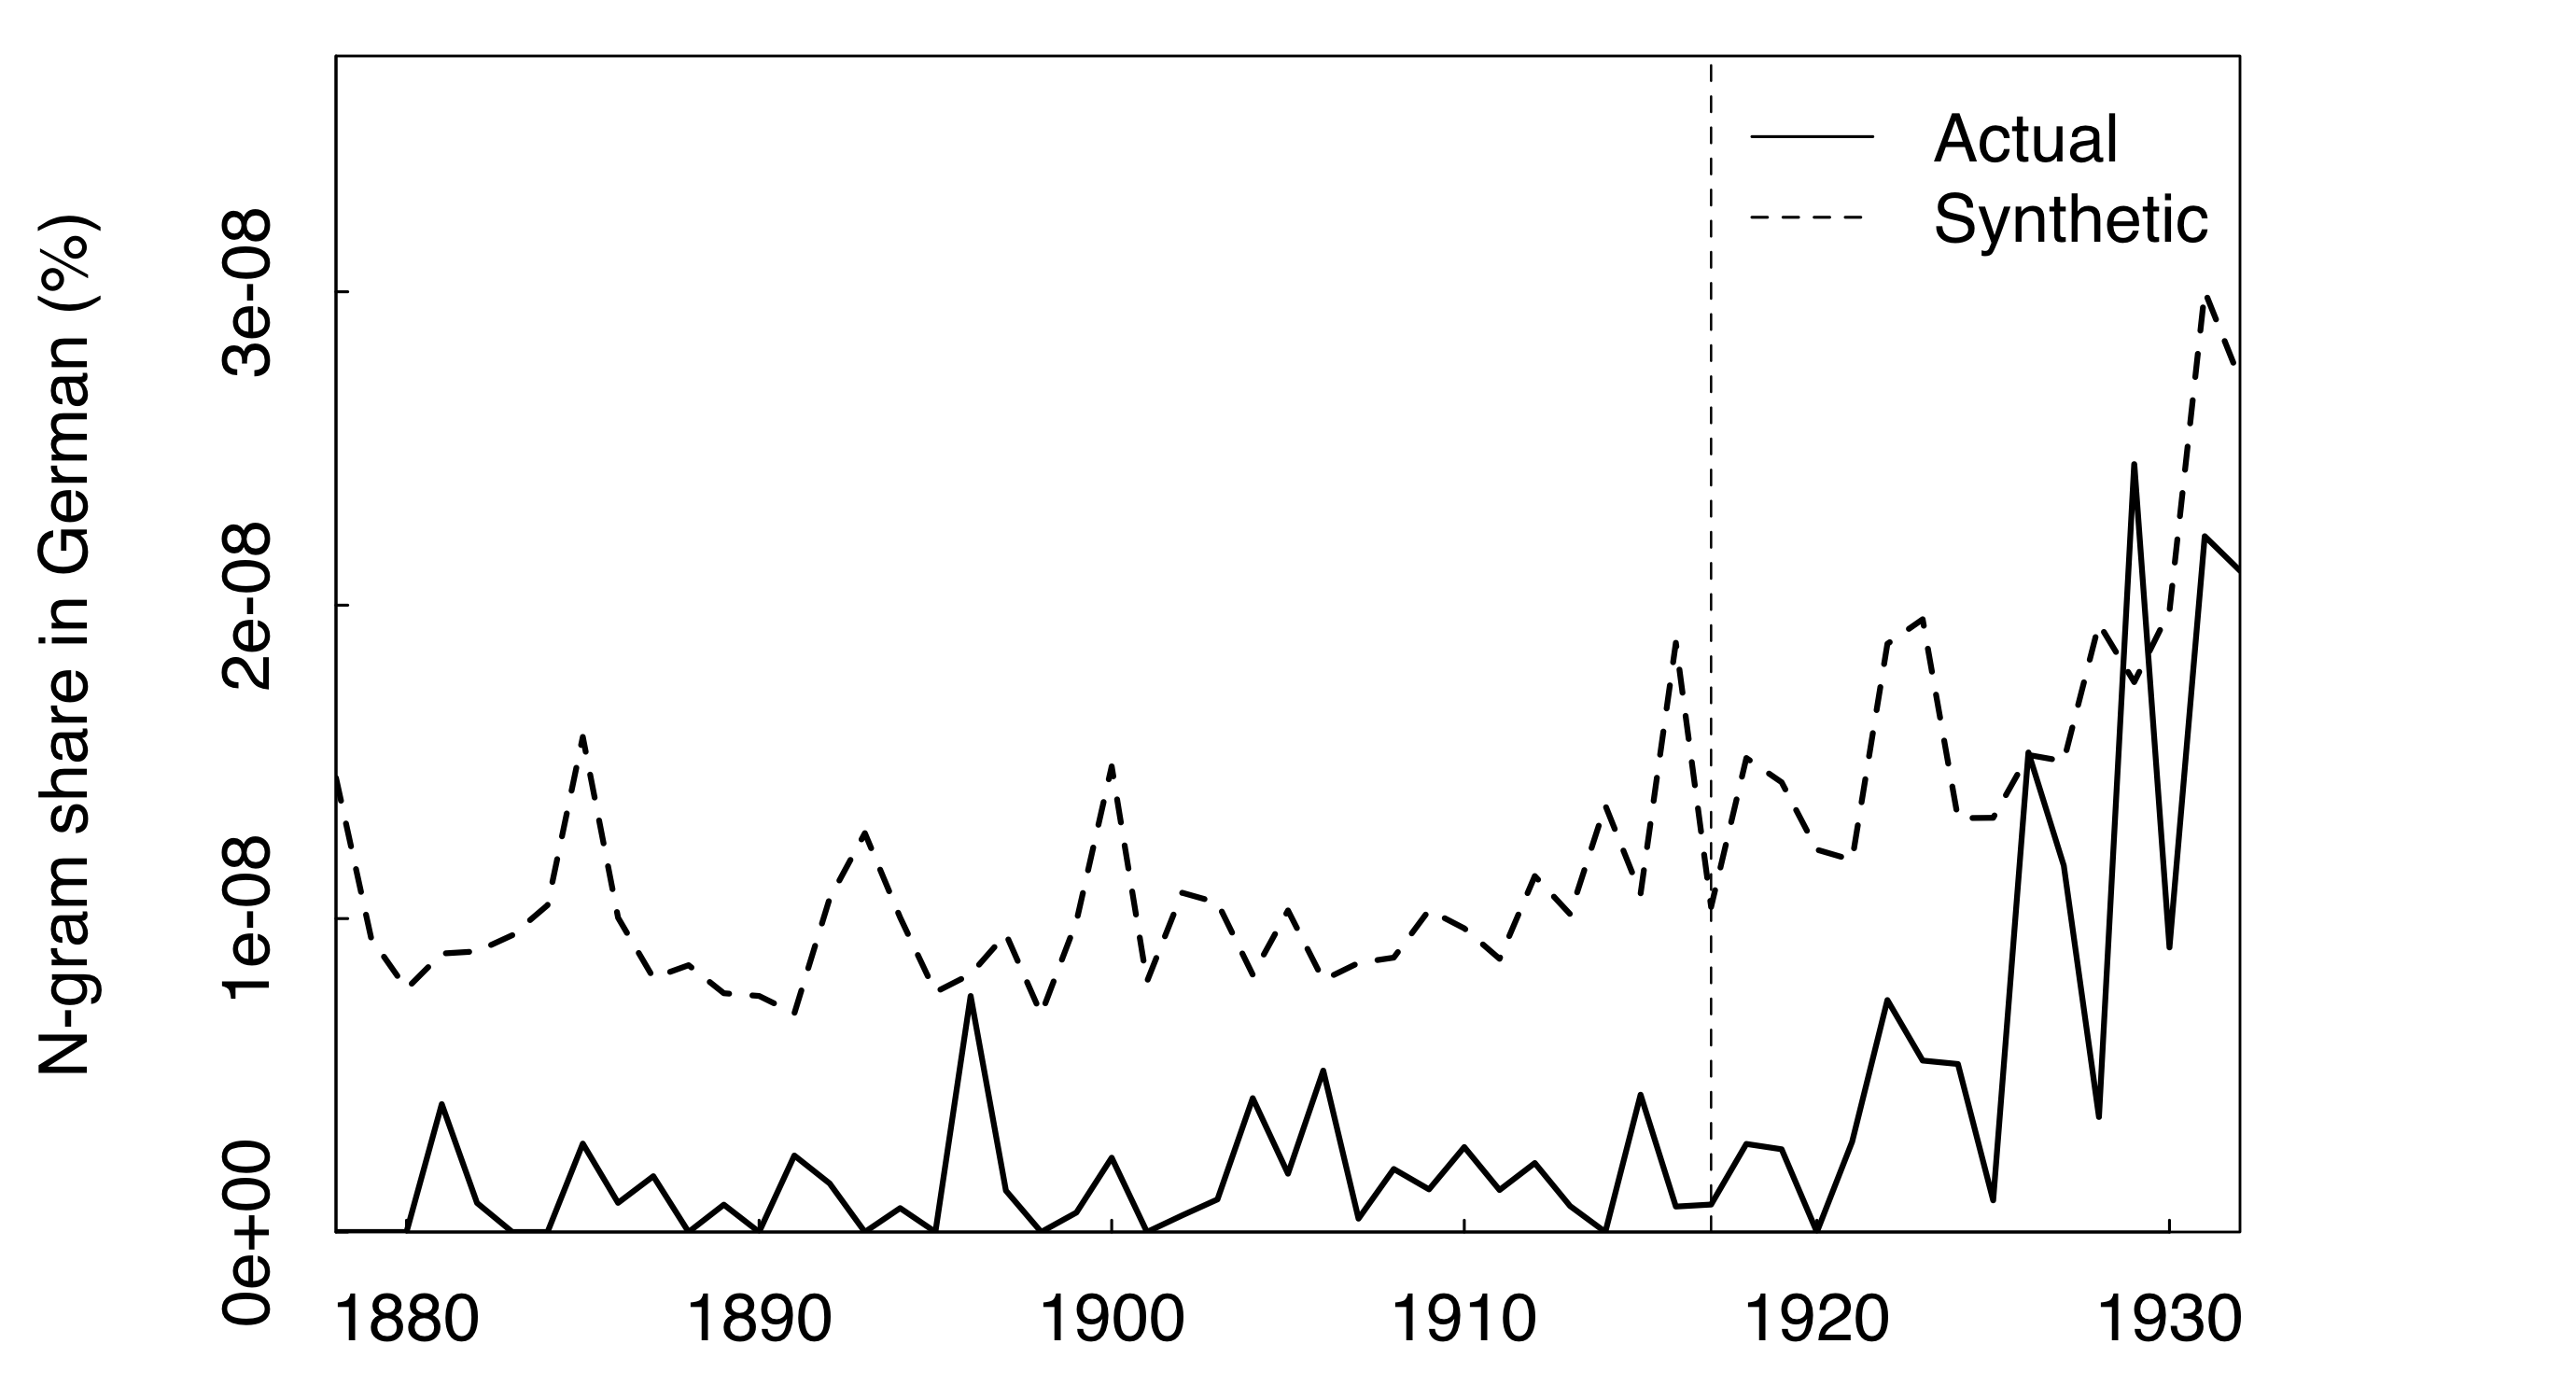 N-gram share in German (%)
3e-08
2e-08
1e-08
0e+00
Actual
Synthetic
1880 1890 1900 1910 1920 1930